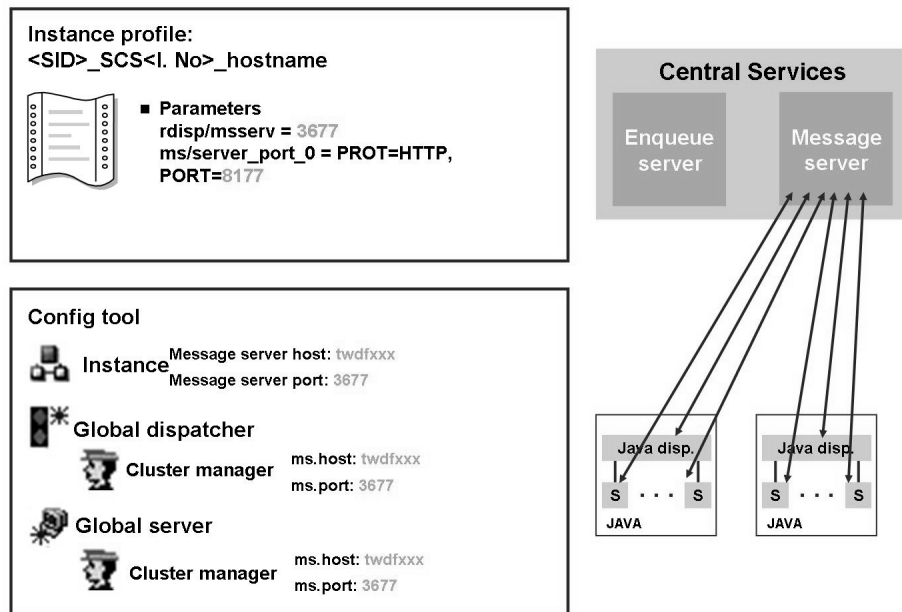 Instance profile:
<SID>_SCS<I. No>_hostname
■ Parameters
rdisp/msserv = 3677
ms/server_port_0 = PROT=HTTP,
PORT=8177
Config tool
Instance
Message server host: twdfxxx
Message server port: 3677
Global dispatcher
Cluster manager
ms.host: twdfxxx
ms.port: 3677
Global server
Cluster manager
ms.host: twdfxxx
ms.port: 3677
Central Services
Enqueue
server
Message
server
Java disp.
S . . . S
JAVA
Java disp.
S . . . S
JAVA